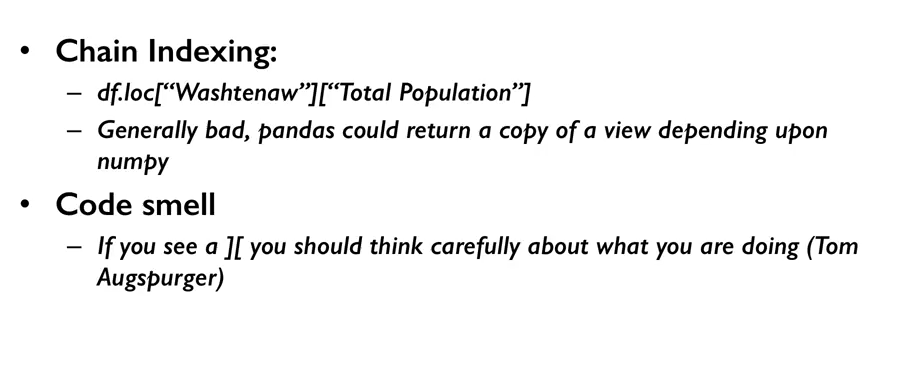 • Chain Indexing:
– df.loc[“Washtenaw”][“Total Population”]
– Generally bad, pandas could return a copy of a view depending upon
numpy
• Code smell
– If you see a ][ you should think carefully about what you are doing (Tom
Augspurger)